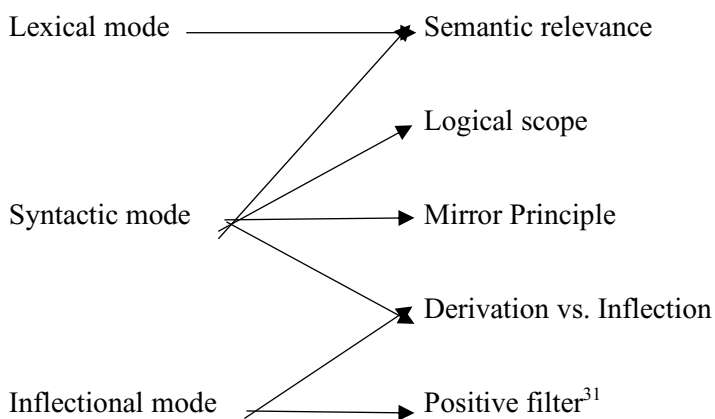 Lexical mode Semantic relevance
Logical scope
Syntactic mode Mirror Principle
Derivation vs. Inflection
Inflectional mode Positive filter³¹